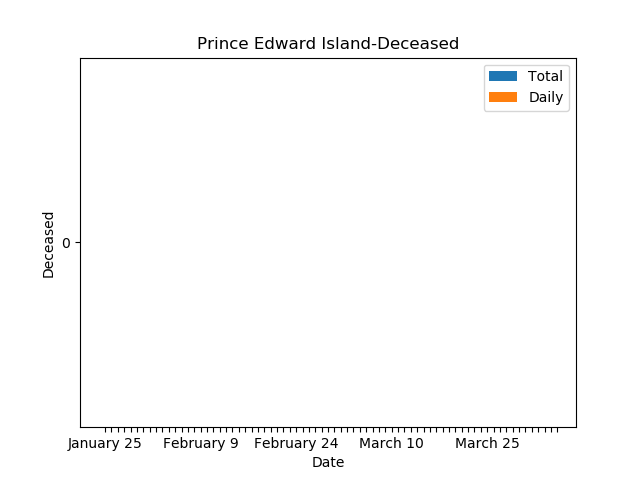 Prince Edward Island-Deceased
Total
Daily
Deceased
0
January 25 February 9 February 24 March 10 March 25
Date